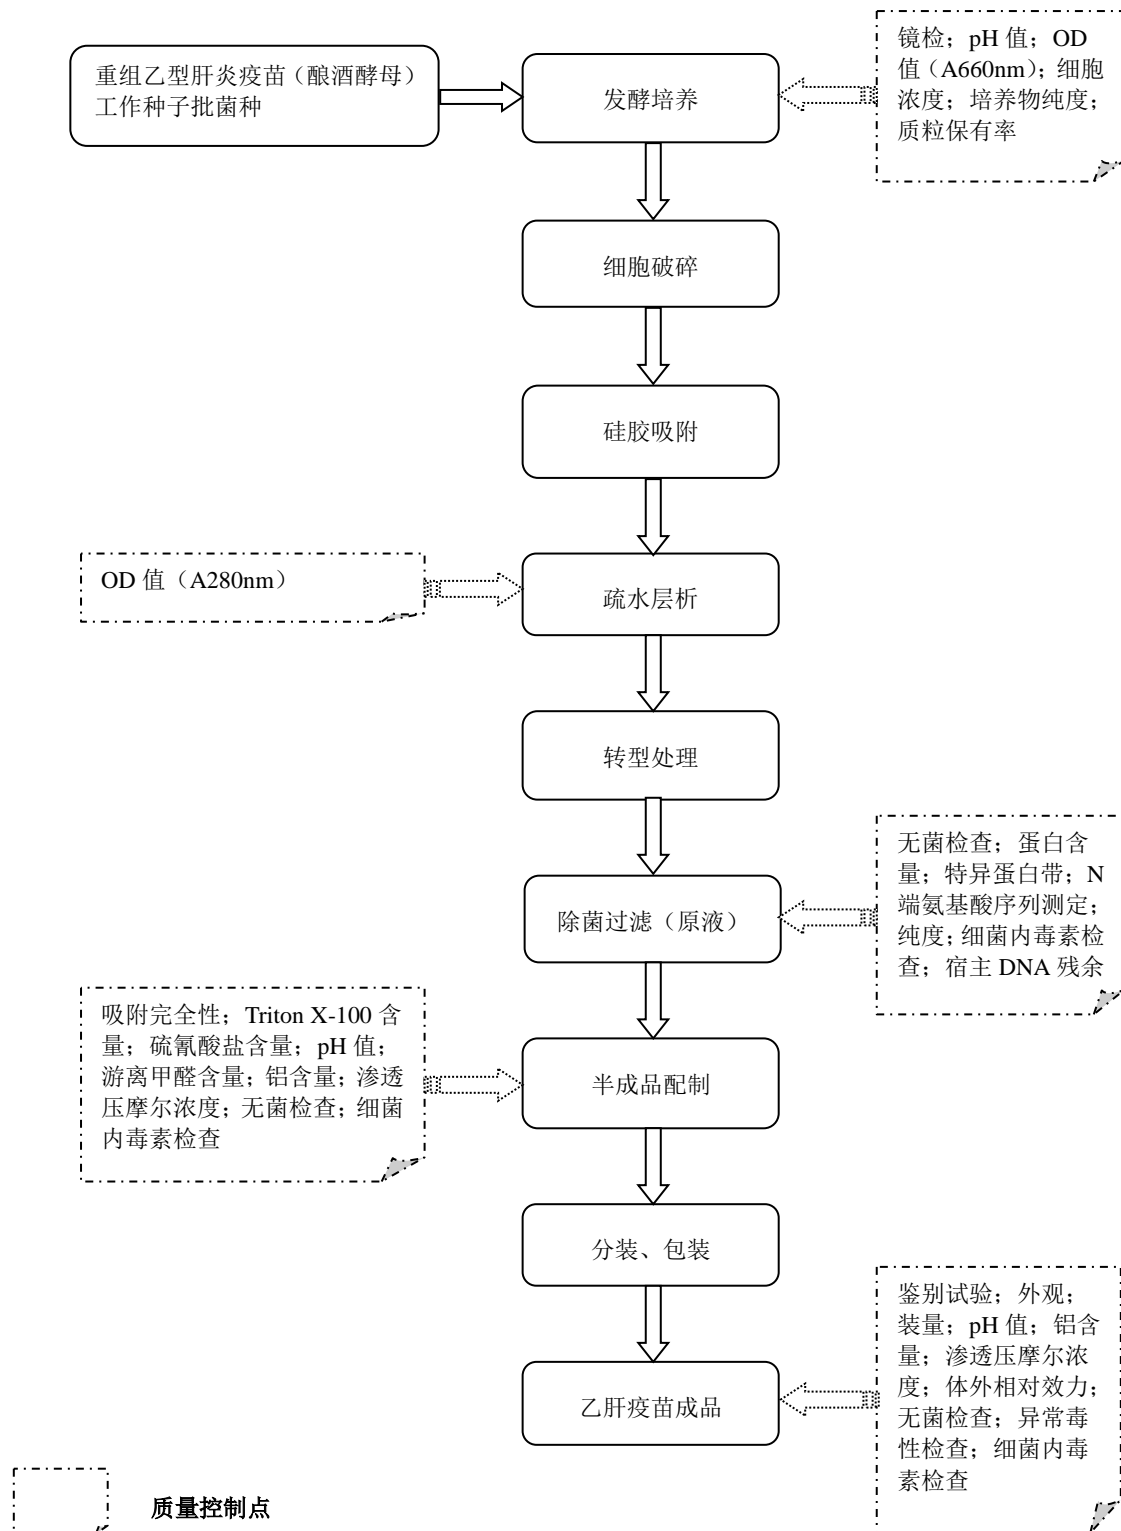 重组乙型肝炎疫苗（酿酒酵母）
工作种子批菌种
发酵培养
镜检；pH 值；OD
值（A660nm）；细胞
浓度；培养物纯度；
质粒保有率
细胞破碎
硅胶吸附
OD 值（A280nm）
疏水层析
转型处理
除菌过滤（原液）
无菌检查；蛋白含
量；特异蛋白带；N
端氨基酸序列测定；
纯度；细菌内毒素检
查；宿主 DNA 残余
吸附完全性；Triton X-100 含
量；硫氰酸盐含量；pH 值；
游离甲醛含量；铝含量；渗透
压摩尔浓度；无菌检查；细菌
内毒素检查
半成品配制
分装、包装
乙肝疫苗成品
鉴别试验；外观；
装量；pH 值；铝含
量；渗透压摩尔浓
度；体外相对效力；
无菌检查；异常毒
性检查；细菌内毒
素检查
质量控制点